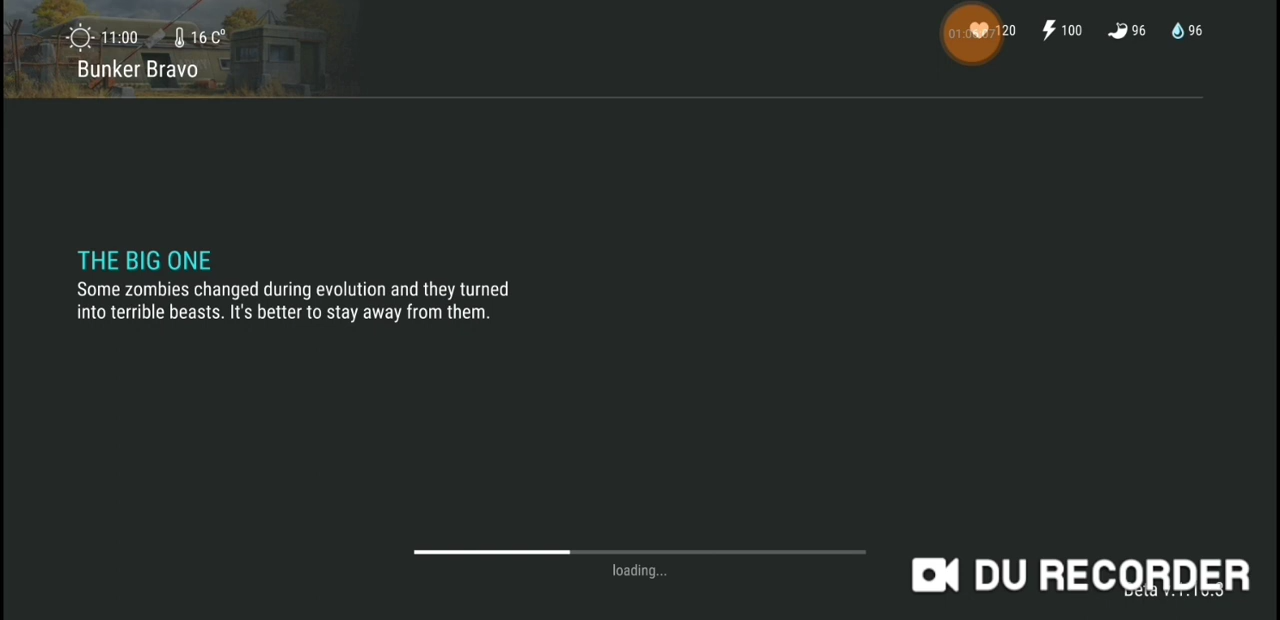 11:00 16 C⁰
120 100 96 96
Bunker Bravo
THE BIG ONE
Some zombies changed during evolution and they turned
into terrible beasts. It's better to stay away from them.
loading...
DU RECORDER